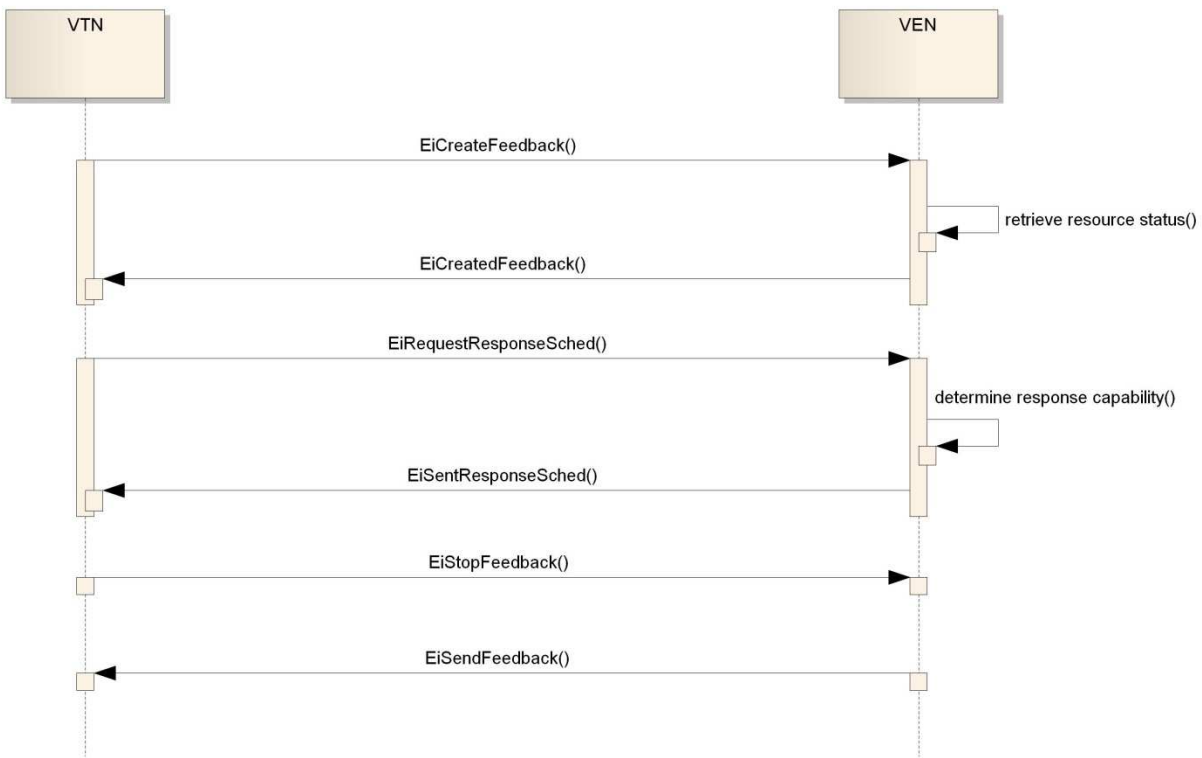 VTN
VEN
EiCreateFeedback()
retrieve resource status()
EiCreatedFeedback()
EiRequestResponseSched()
determine response capability()
EiSentResponseSched()
EiStopFeedback()
EiSendFeedback()